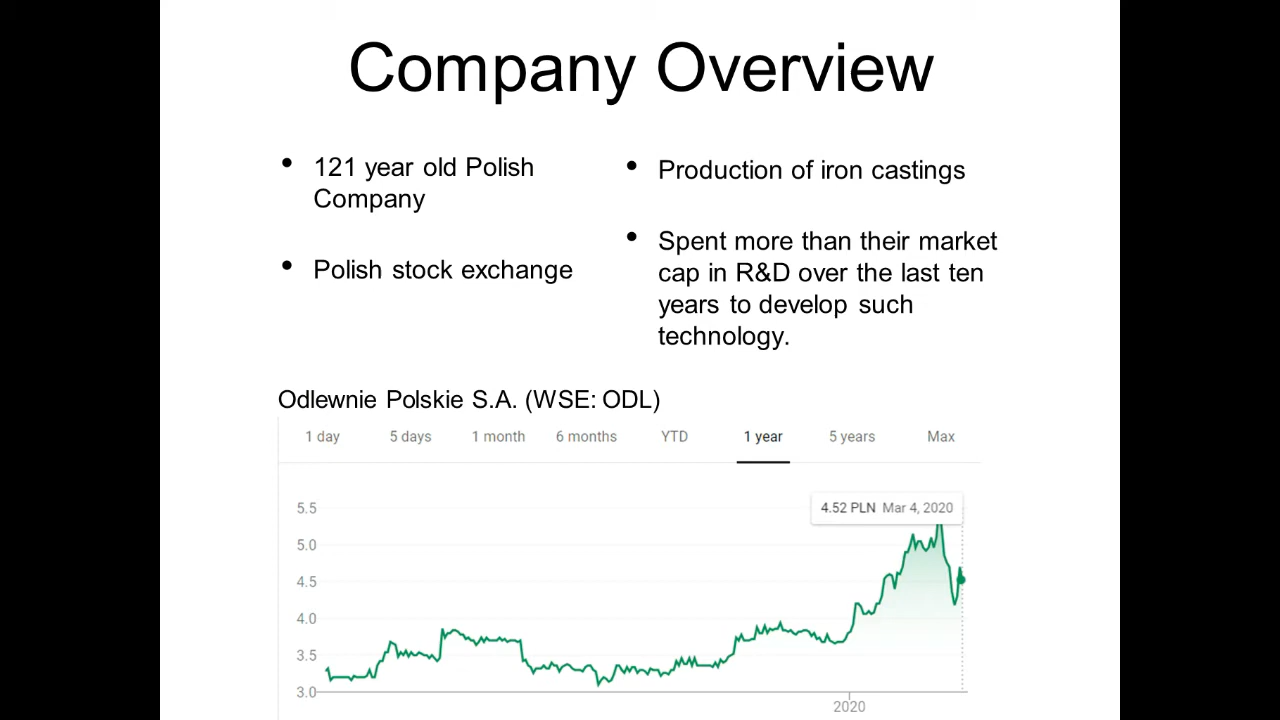 Company Overview
121 year old Polish
Company
Polish stock exchange
Production of iron castings
Spent more than their market
cap in R&D over the last ten
years to develop such
technology.
Odlewnie Polskie S.A. (WSE: ODL)
1 day 5 days 1 month 6 months YTD 1 year 5 years Max
4.52 PLN Mar 4, 2020
5.5
5.0
4.5
4.0
3.5
3.0
2020